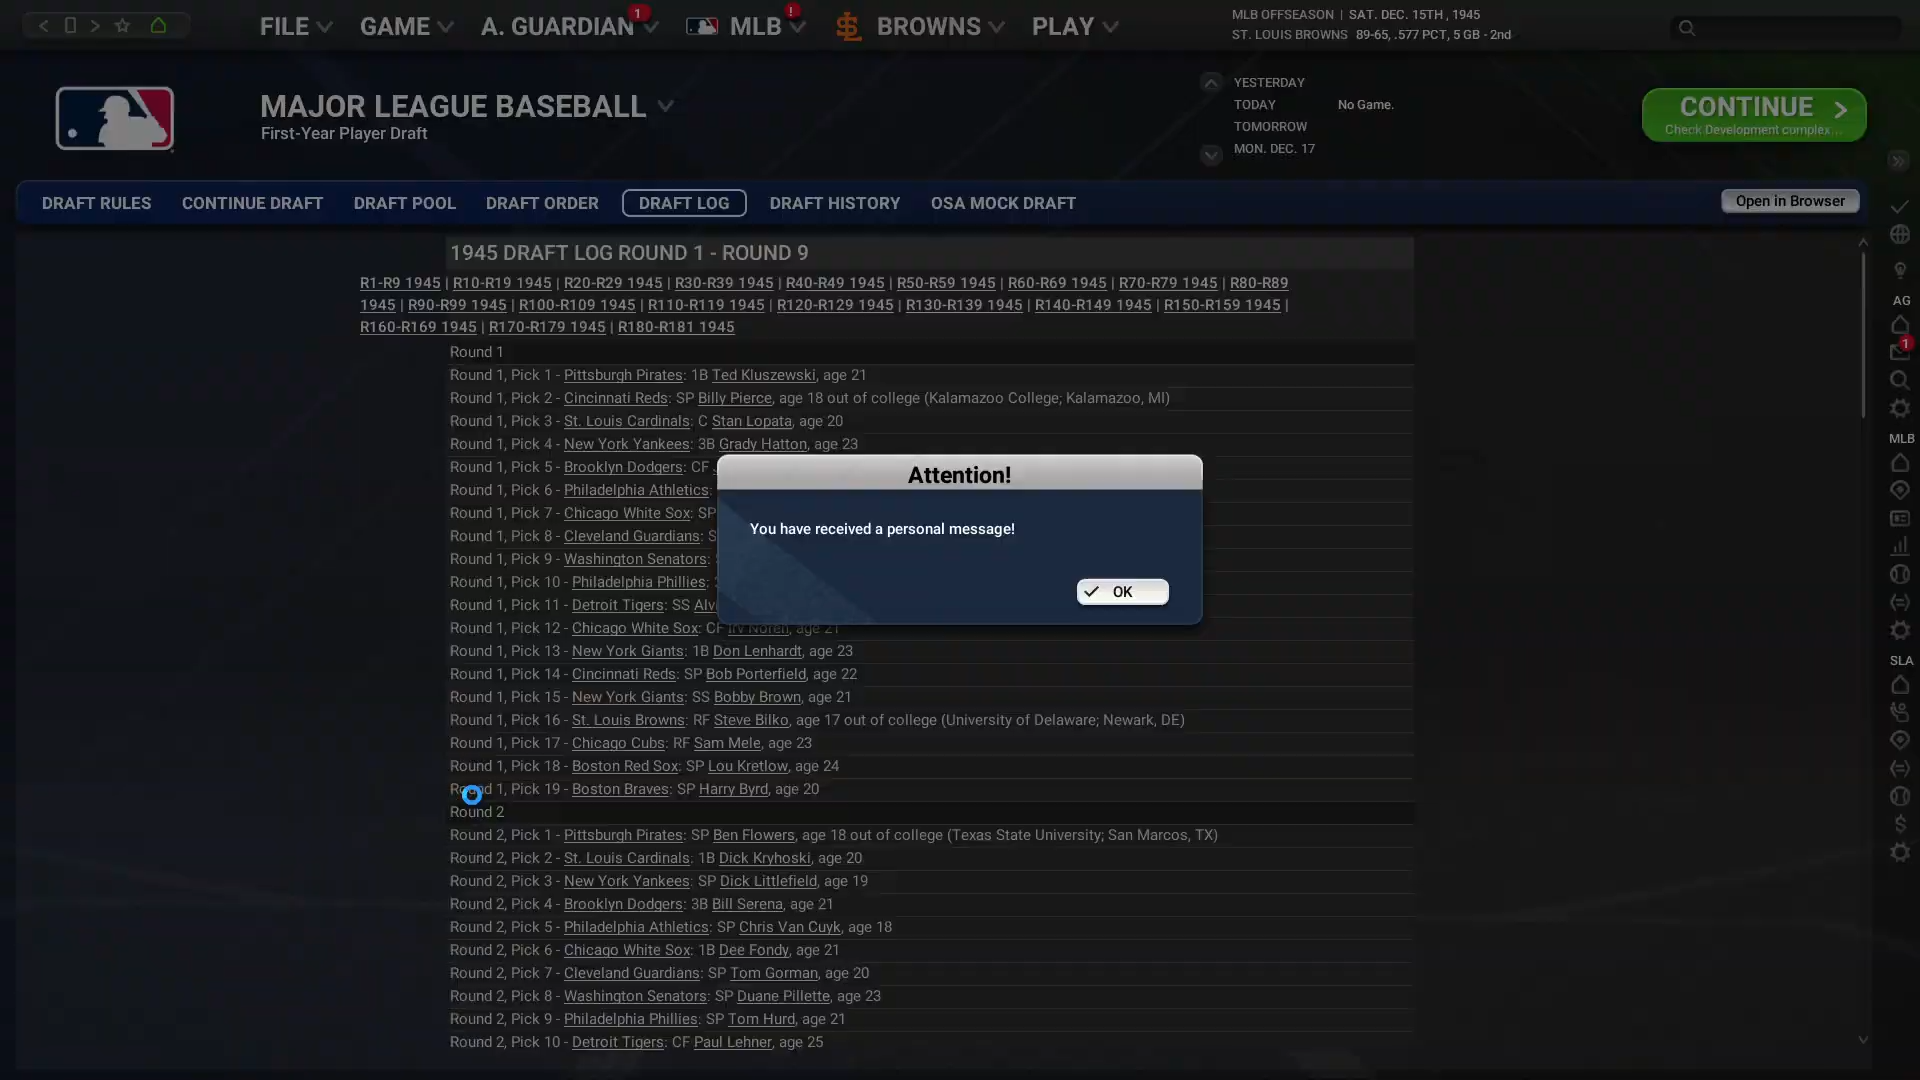 FILE GAME A. GUARDIAN 1 MLB ! BROWNS PLAY
MLB OFFSEASON | SAT. DEC. 15TH , 1945
ST. LOUIS BROWNS 89-65, .577 PCT, 5 GB - 2nd
MAJOR LEAGUE BASEBALL
First-Year Player Draft
YESTERDAY
TODAY No Game.
TOMORROW
MON. DEC. 17
CONTINUE
Check Development complex...
DRAFT RULES CONTINUE DRAFT DRAFT POOL DRAFT ORDER DRAFT LOG DRAFT HISTORY OSA MOCK DRAFT Open in Browser
1945 DRAFT LOG ROUND 1 - ROUND 9
R1-R9 1945 | R10-R19 1945 | R20-R29 1945 | R30-R39 1945 | R40-R49 1945 | R50-R59 1945 | R60-R69 1945 | R70-R79 1945 | R80-R89
1945 | R90-R99 1945 | R100-R109 1945 | R110-R119 1945 | R120-R129 1945 | R130-R139 1945 | R140-R149 1945 | R150-R159 1945 |
R160-R169 1945 | R170-R179 1945 | R180-R181 1945
Round 1
Round 1, Pick 1 - Pittsburgh Pirates: 1B Ted Kluszewski, age 21
Round 1, Pick 2 - Cincinnati Reds: SP Billy Pierce, age 18 out of college (Kalamazoo College; Kalamazoo, MI)
Round 1, Pick 3 - St. Louis Cardinals: C Stan Lopata, age 20
Round 1, Pick 4 - New York Yankees: 3B Grady Hatton, age 23
Round 1, Pick 5 - Brooklyn Dodgers: CF
Round 1, Pick 6 - Philadelphia Athletics:
Round 1, Pick 7 - Chicago White Sox: SP
Round 1, Pick 8 - Cleveland Guardians: S
Round 1, Pick 9 - Washington Senators:
Round 1, Pick 10 - Philadelphia Phillies:
Round 1, Pick 11 - Detroit Tigers: SS Alvi
Round 1, Pick 12 - Chicago White Sox: CF Irv Noren, age 21
Round 1, Pick 13 - New York Giants: 1B Don Lenhardt, age 23
Round 1, Pick 14 - Cincinnati Reds: SP Bob Porterfield, age 22
Round 1, Pick 15 - New York Giants: SS Bobby Brown, age 21
Round 1, Pick 16 - St. Louis Browns: RF Steve Bilko, age 17 out of college (University of Delaware; Newark, DE)
Round 1, Pick 17 - Chicago Cubs: RF Sam Mele, age 23
Round 1, Pick 18 - Boston Red Sox: SP Lou Kretlow, age 24
Round 1, Pick 19 - Boston Braves: SP Harry Byrd, age 20
Round 2
Round 2, Pick 1 - Pittsburgh Pirates: SP Ben Flowers, age 18 out of college (Texas State University; San Marcos, TX)
Round 2, Pick 2 - St. Louis Cardinals: 1B Dick Kryhoski, age 20
Round 2, Pick 3 - New York Yankees: SP Dick Littlefield, age 19
Round 2, Pick 4 - Brooklyn Dodgers: 3B Bill Serena, age 21
Round 2, Pick 5 - Philadelphia Athletics: SP Chris Van Cuyk, age 18
Round 2, Pick 6 - Chicago White Sox: 1B Dee Fondy, age 21
Round 2, Pick 7 - Cleveland Guardians: SP Tom Gorman, age 20
Round 2, Pick 8 - Washington Senators: SP Duane Pillette, age 23
Round 2, Pick 9 - Philadelphia Phillies: SP Tom Hurd, age 21
Round 2, Pick 10 - Detroit Tigers: CF Paul Lehner, age 25
Attention!
You have received a personal message!
OK
AG
1
MLB
SLA